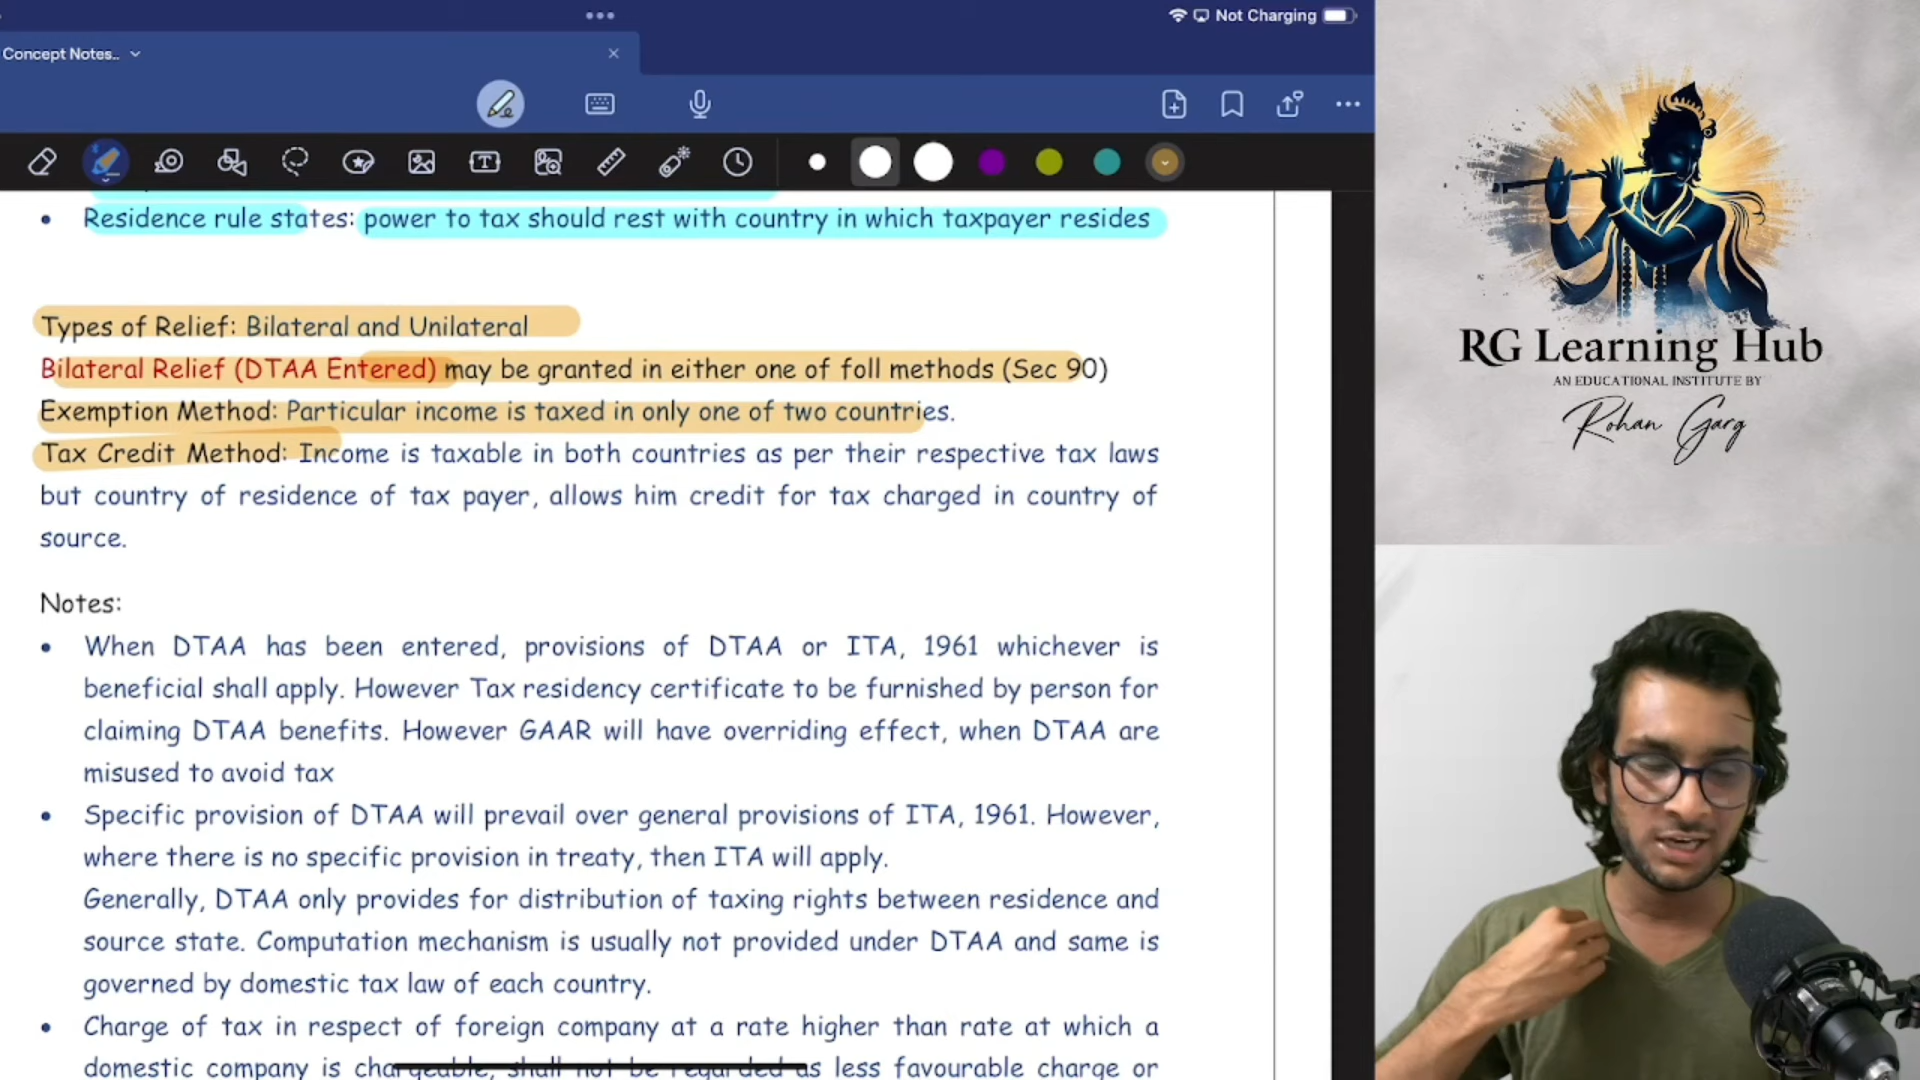 Not Charging
Concept Notes..
• Residence rule states: power to tax should rest with country in which taxpayer resides
Types of Relief: Bilateral and Unilateral
Bilateral Relief (DTAA Entered) may be granted in either one of foll methods (Sec 90)
Exemption Method: Particular income is taxed in only one of two countries.
Tax Credit Method: Income is taxable in both countries as per their respective tax laws
but country of residence of tax payer, allows him credit for tax charged in country of
source.
Notes:
• When DTAA has been entered, provisions of DTAA or ITA, 1961 whichever is
beneficial shall apply. However Tax residency certificate to be furnished by person for
claiming DTAA benefits. However GAAR will have overriding effect, when DTAA are
misused to avoid tax
• Specific provision of DTAA will prevail over general provisions of ITA, 1961. However,
where there is no specific provision in treaty, then ITA will apply.
Generally, DTAA only provides for distribution of taxing rights between residence and
source state. Computation mechanism is usually not provided under DTAA and same is
governed by domestic tax law of each country.
• Charge of tax in respect of foreign company at a rate higher than rate at which a
domestic company is chargeable, shall not be regarded as less favourable charge or
RG Learning Hub
AN EDUCATIONAL INSTITUTE BY
Rohan Garg